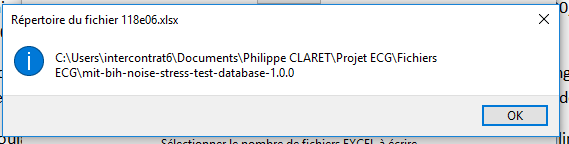 Répertoire du fichier 118e06.xlsx
C:\Users\intercontrat6\Documents\Philippe CLARET\Projet ECG\Fichiers
ECG\mit-bih-noise-stress-test-database-1.0.0
OK
Sélectionner le nombre de fichiers EXCEL à écrire